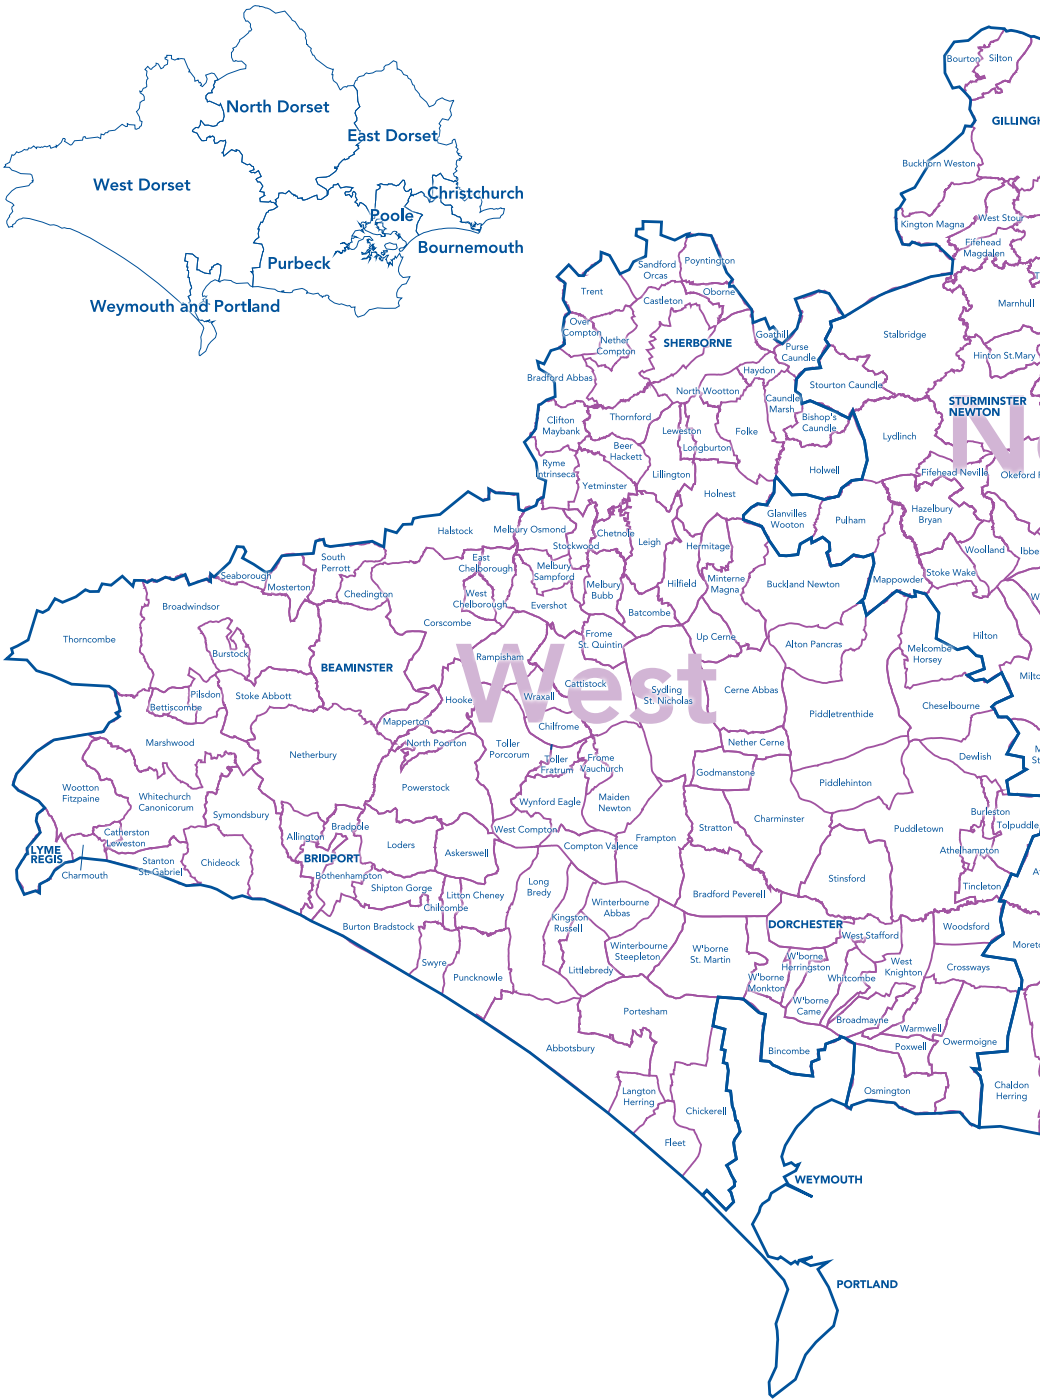 North Dorset
East Dorset
West Dorset
Christchurch
Poole
Bournemouth
Purbeck
Weymouth and Portland
Bourton
Silton
Buckhorn Weston
Kington Magna
Fifehead
Magdalen
Marnhull
Stalbridge
Hinton St.Mary
Stourton Caundle
STURMINSTER
NEWTON
Lydlinch
Fifehead Neville
Hazelbury
Bryan
Pulham
Woolland
Stoke Wake
Mappowder
Hilton
Sandford
Orcas
Poyntington
Trent
Castleton
Oborne
Over
Compton
Nether
Compton
SHERBORNE
Goathill
Purse
Caundle
Haydon
Bradford Abbas
North Wootton
Caundle
Marsh
Bishop's
Caundle
Clifton
Maybank
Thornford
Leweston
Folke
Beer
Hackett
Longburton
Holwell
Ryme
Intrinseca
Lillington
Yetminster
Holnest
Glanvilles
Wooton
Halstock
Melbury Osmond
Chetnole
Stockwood
Leigh
Hermitage
South
Perrott
East
Chelborough
Melbury
Sampford
Seaborough
Mosterton
Chedington
West
Chelborough
Evershot
Melbury
Bubb
Hilfield
Minterne
Magna
Buckland Newton
Broadwindsor
Corscombe
Batcombe
Thorncombe
Burstock
BEAMINSTER
Rampisham
Frome
St. Quintin
Up Cerne
Alton Pancras
Melcombe
Horsey
West
Pilsdon
Bettiscombe
Stoke Abbott
Hooke
Wraxall
Cattistock
Sydling
St. Nicholas
Cerne Abbas
Piddletrenthide
Cheselbourne
Mapperton
Chilfrome
Marshwood
Netherbury
North Poorton
Toller
Porcorum
Toller
Fratrum
Frome
Vauchurch
Nether Cerne
Godmanstone
Dewlish
Wootton
Fitzpaine
Whitechurch
Canonicorum
Symondsbury
Powerstock
Wynford Eagle
Maiden
Newton
Piddlehinton
Charminster
Burleston
Tolpuddle
Puddletown
Catherston
Leweston
Allington
Bradpole
Loders
West Compton
Compton Valence
Frampton
Stratton
Athelhampton
LYME
REGIS
Charmouth
Stanton
St. Gabriel
Chideock
BRIDPORT
Bothenhampton
Askerswell
Shipton Gorge
Litton Cheney
Chilcombe
Long
Bredy
Winterbourne
Abbas
Bradford Peverell
Stinsford
Tincleton
Burton Bradstock
Kingston
Russell
DORCHESTER
West Stafford
Woodsford
Swyre
Puncknowle
Littlebredy
Winterbourne
Steepleton
W'borne
St. Martin
W'borne
Monkton
W'borne
Herringston
Whitcombe
West
Knighton
Crossways
Portesham
W'borne
Came
Broadmayne
Warmwell
Abbotsbury
Bincombe
Poxwell
Owermoigne
Langton
Herring
Chickerell
Osmington
Chaldon
Herring
Fleet
WEYMOUTH
PORTLAND